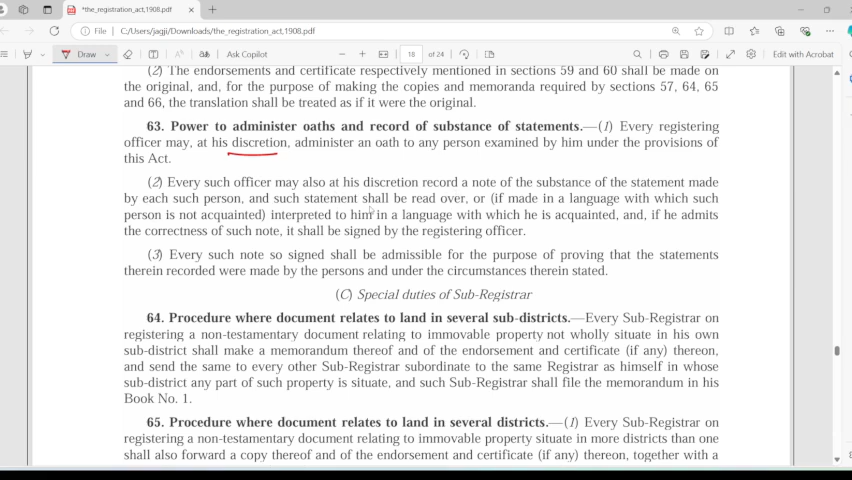 *the_registration_act,1908.pdf
File C:/Users/jagji/Downloads/the_registration_act,1908.pdf
Draw Ask Copilot 18 of 24 Edit with Acrobat
(2) The endorsements and certificate respectively mentioned in sections 59 and 60 shall be made on
the original, and, for the purpose of making the copies and memoranda required by sections 57, 64, 65
and 66, the translation shall be treated as if it were the original.
63. Power to administer oaths and record of substance of statements.—(1) Every registering
officer may, at his discretion, administer an oath to any person examined by him under the provisions of
this Act.
(2) Every such officer may also at his discretion record a note of the substance of the statement made
by each such person, and such statement shall be read over, or (if made in a language with which such
person is not acquainted) interpreted to him in a language with which he is acquainted, and, if he admits
the correctness of such note, it shall be signed by the registering officer.
(3) Every such note so signed shall be admissible for the purpose of proving that the statements
therein recorded were made by the persons and under the circumstances therein stated.
(C) Special duties of Sub-Registrar
64. Procedure where document relates to land in several sub-districts.—Every Sub-Registrar on
registering a non-testamentary document relating to immovable property not wholly situate in his own
sub-district shall make a memorandum thereof and of the endorsement and certificate (if any) thereon,
and send the same to every other Sub-Registrar subordinate to the same Registrar as himself in whose
sub-district any part of such property is situate, and such Sub-Registrar shall file the memorandum in his
Book No. 1.
65. Procedure where document relates to land in several districts.—(1) Every Sub-Registrar on
registering a non-testamentary document relating to immovable property situate in more districts than one
shall also forward a copy thereof and of the endorsement and certificate (if any) thereon, together with a